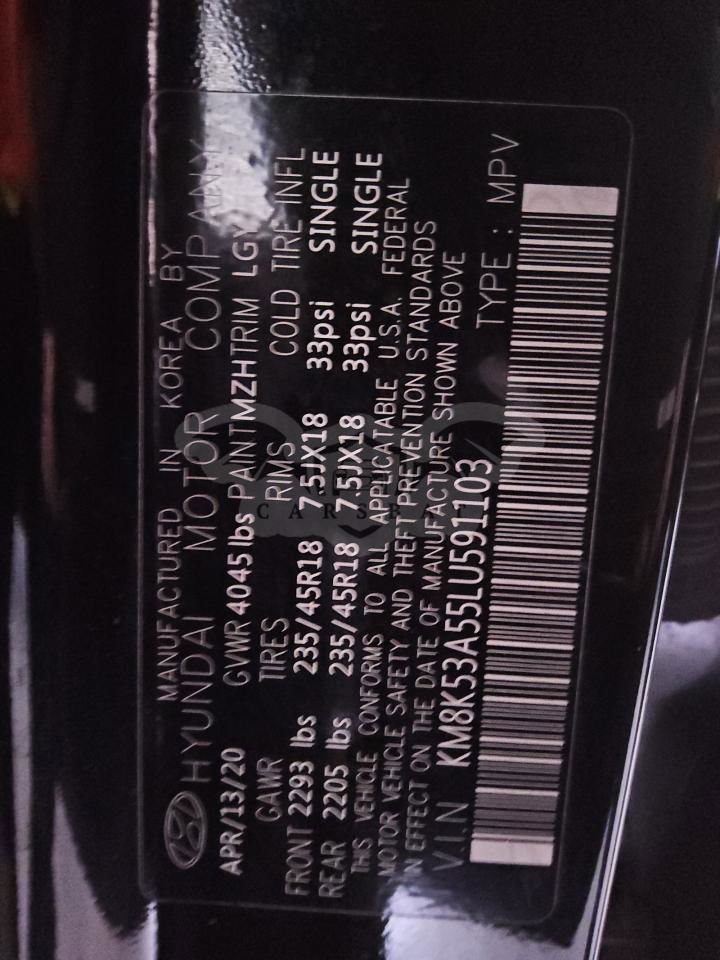 MANUFACTURED IN KOREA BY
HYUNDAI MOTOR COMPANY
APR/13/20 GVWR 4045 lbs PAINT MZH TRIM LGY
GAWR TIRES RIMS COLD TIRE INFL
FRONT 2293 lbs 235/45R18 7.5JX18 33psi SINGLE
REAR 2205 lbs 235/45R18 7.5JX18 33psi SINGLE
THIS VEHICLE CONFORMS TO ALL APPLICATABLE U.S.A. FEDERAL
MOTOR VEHICLE SAFETY AND THEFT PREVENTION STANDARDS
IN EFFECT ON THE DATE OF MANUFACTURE SHOWN ABOVE
V.I.N KM8K53A55LU591103 TYPE : MPV